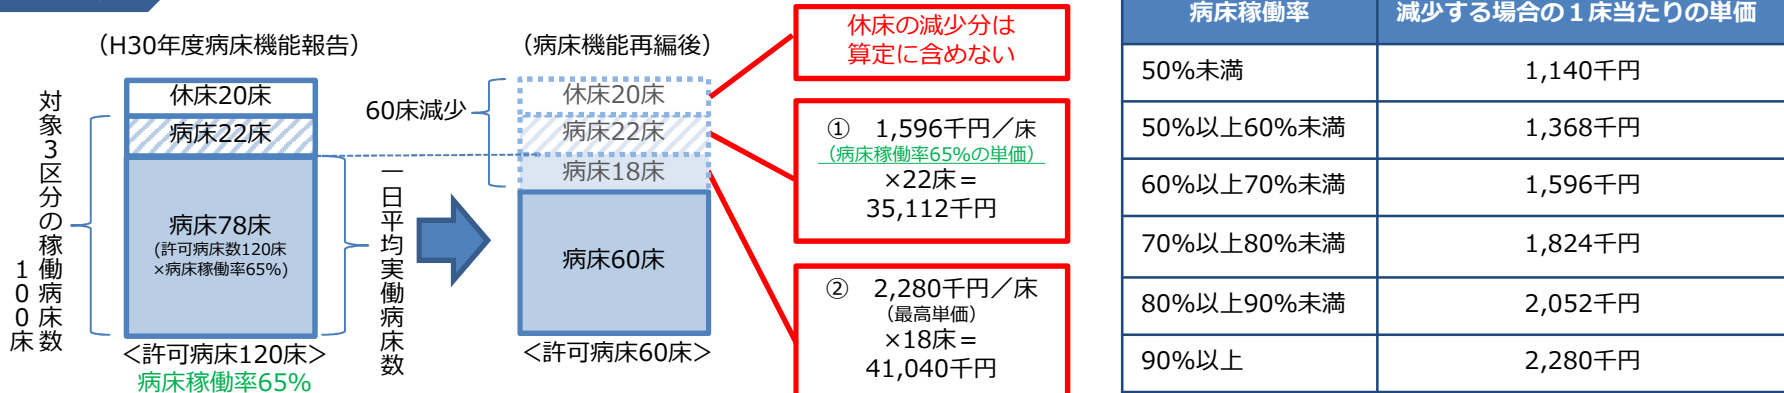 （H30年度病床機能報告）
休床20床
病床22床
病床78床
(許可病床数120床
×病床稼働率65%)
対象3区分の稼働病床数
100床
一日平均実働病床数
＜許可病床120床＞
病床稼働率65%
（病床機能再編後）
60床減少
休床20床
病床22床
病床18床
病床60床
＜許可病床60床＞
休床の減少分は
算定に含めない
① 1,596千円／床
（病床稼働率65%の単価）
×22床＝
35,112千円
② 2,280千円／床
（最高単価）
×18床＝
41,040千円
病床稼働率 減少する場合の１床当たりの単価
50%未満 1,140千円
50%以上60%未満 1,368千円
60%以上70%未満 1,596千円
70%以上80%未満 1,824千円
80%以上90%未満 2,052千円
90%以上 2,280千円